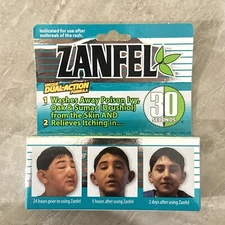 Indicated for use after
outbreak of the rash.
ZANFEL
DUAL-ACTION
1 Washes Away Poison Ivy,
Oak & Sumac (Urushiol)
from the Skin AND
2 Relieves Itching in...
30
SECONDS
24 hours prior to using Zanfel
5 hours after using Zanfel
2 days after using Zanfel